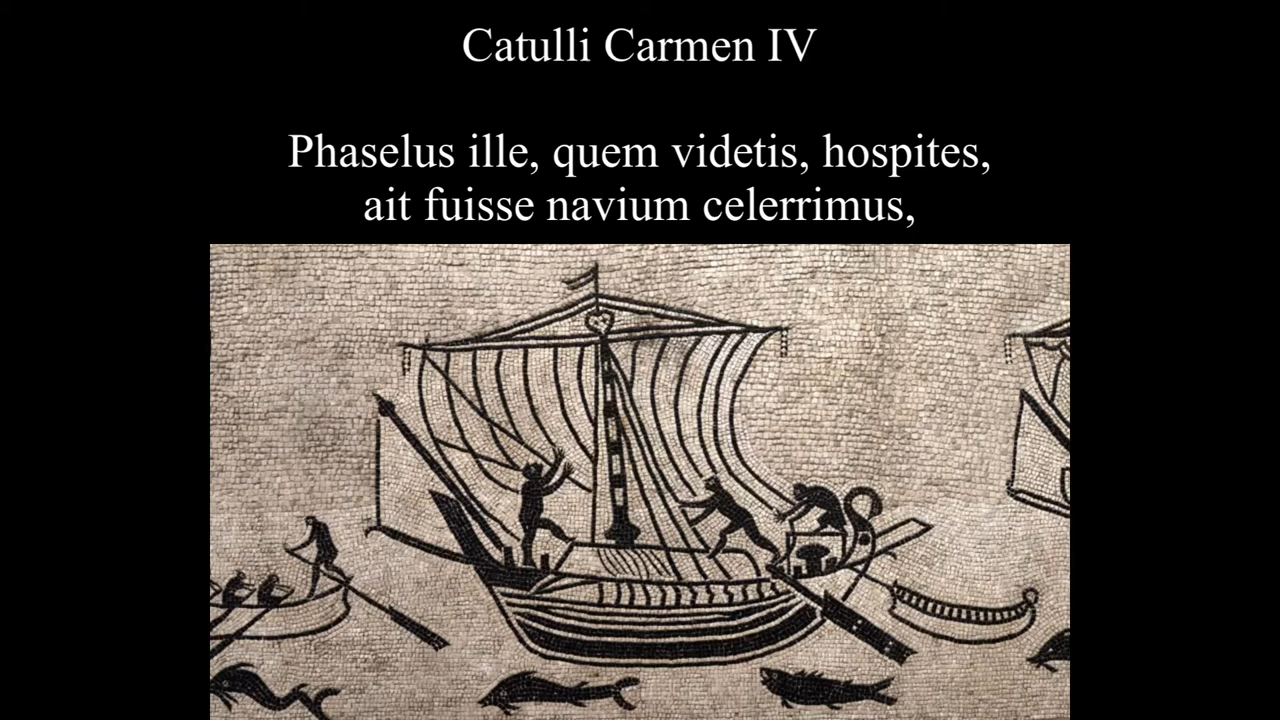 Catulli Carmen IV
Phaselus ille, quem videtis, hospites,
ait fuisse navium celerrimus,